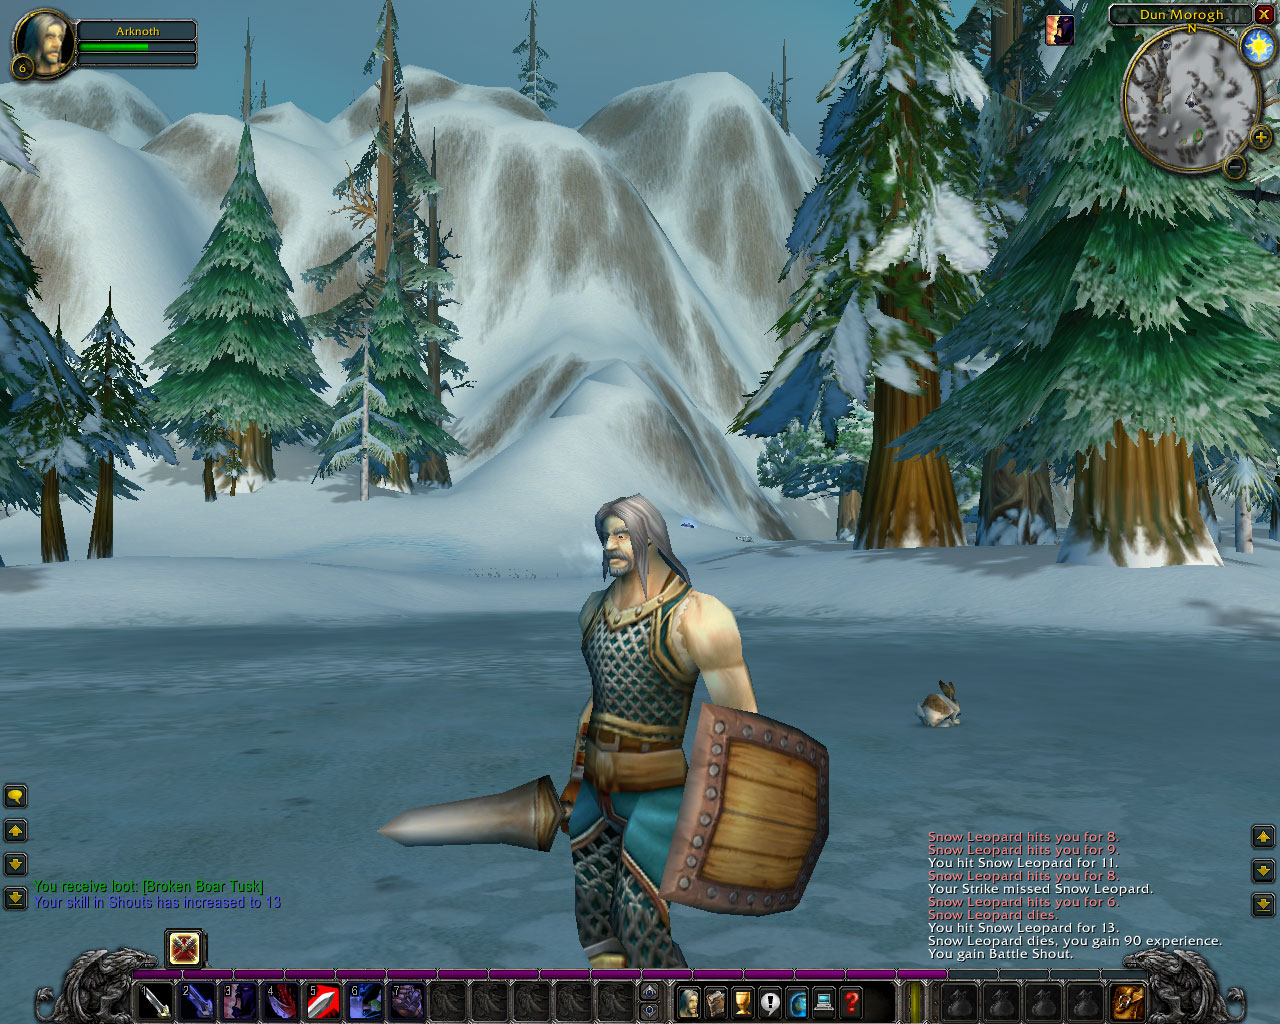 Arknoth
6
Dun Morogh
N
Snow Leopard hits you for 8.
Snow Leopard hits you for 9.
You hit Snow Leopard for 11.
Snow Leopard hits you for 8.
Your Strike missed Snow Leopard.
Snow Leopard hits you for 6.
Snow Leopard dies.
You hit Snow Leopard for 13.
Snow Leopard dies, you gain 90 experience.
You gain Battle Shout.
You receive loot: [Broken Boar Tusk]
Your skill in Shouts has increased to 13
1 2 3 4 5 6 7